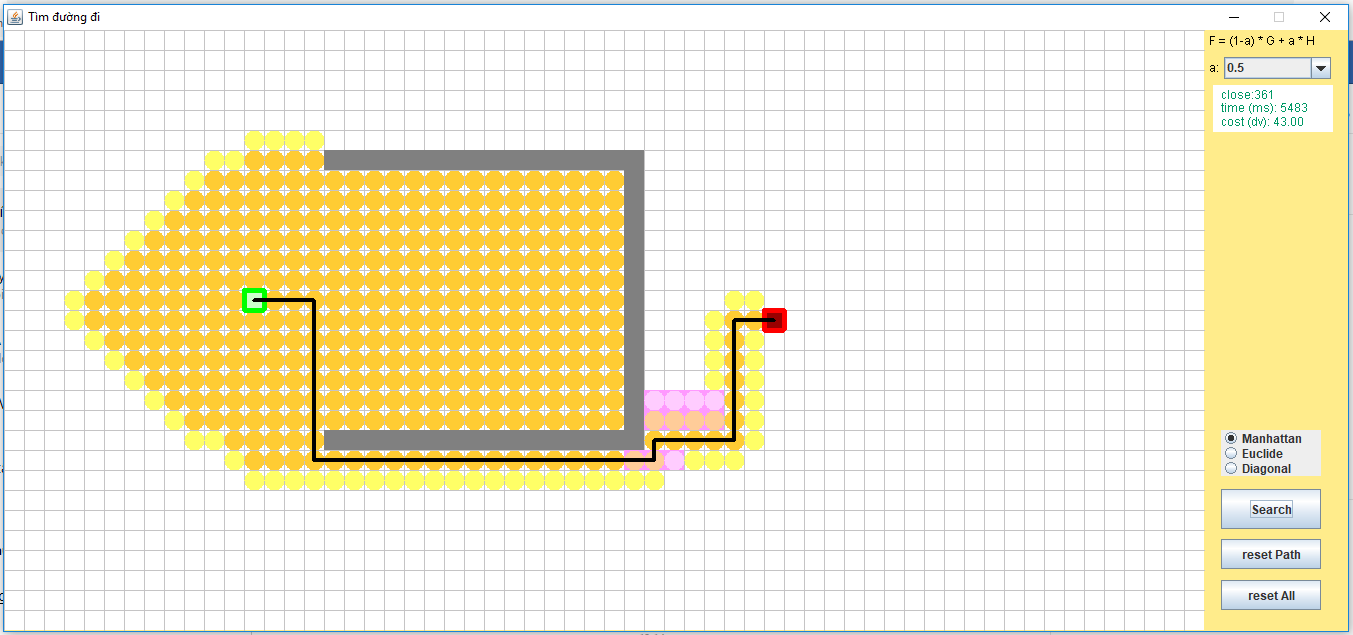 Tìm đường đi
F = (1-a) * G + a * H
a: 0.5
close:361
time (ms): 5483
cost (dv): 43.00
Manhattan
Euclide
Diagonal
Search
reset Path
reset All